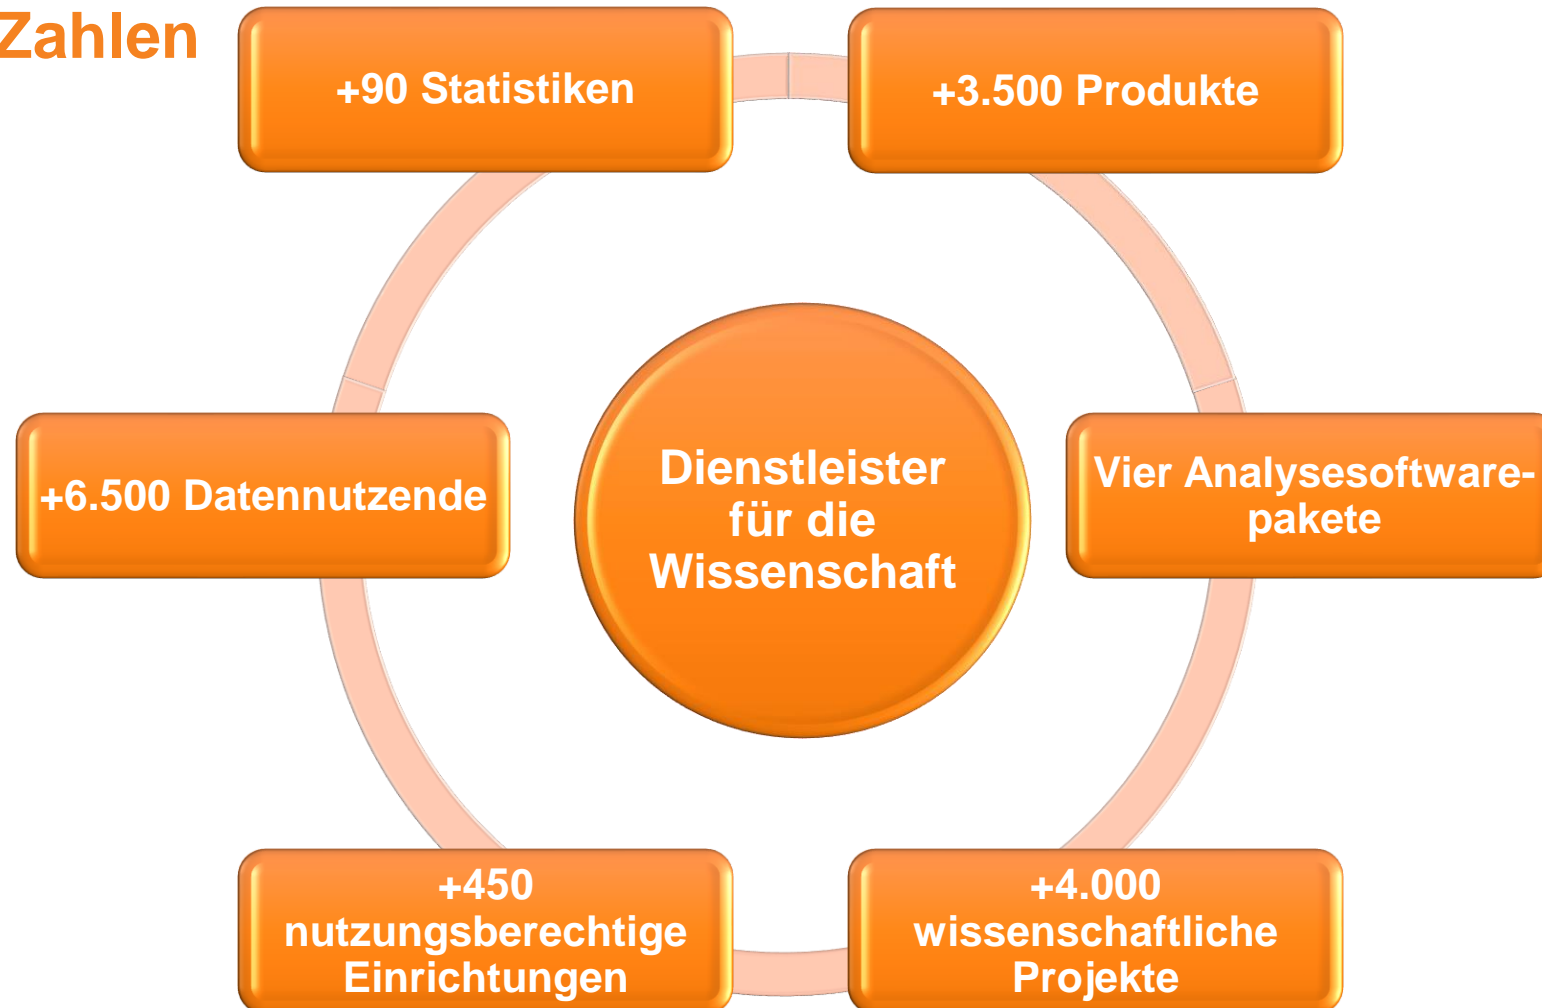 Zahlen
+90 Statistiken
+3.500 Produkte
+6.500 Datennutzende
Dienstleister
für die
Wissenschaft
Vier Analysesoftware-
pakete
+450
nutzungsberechtige
Einrichtungen
+4.000
wissenschaftliche
Projekte